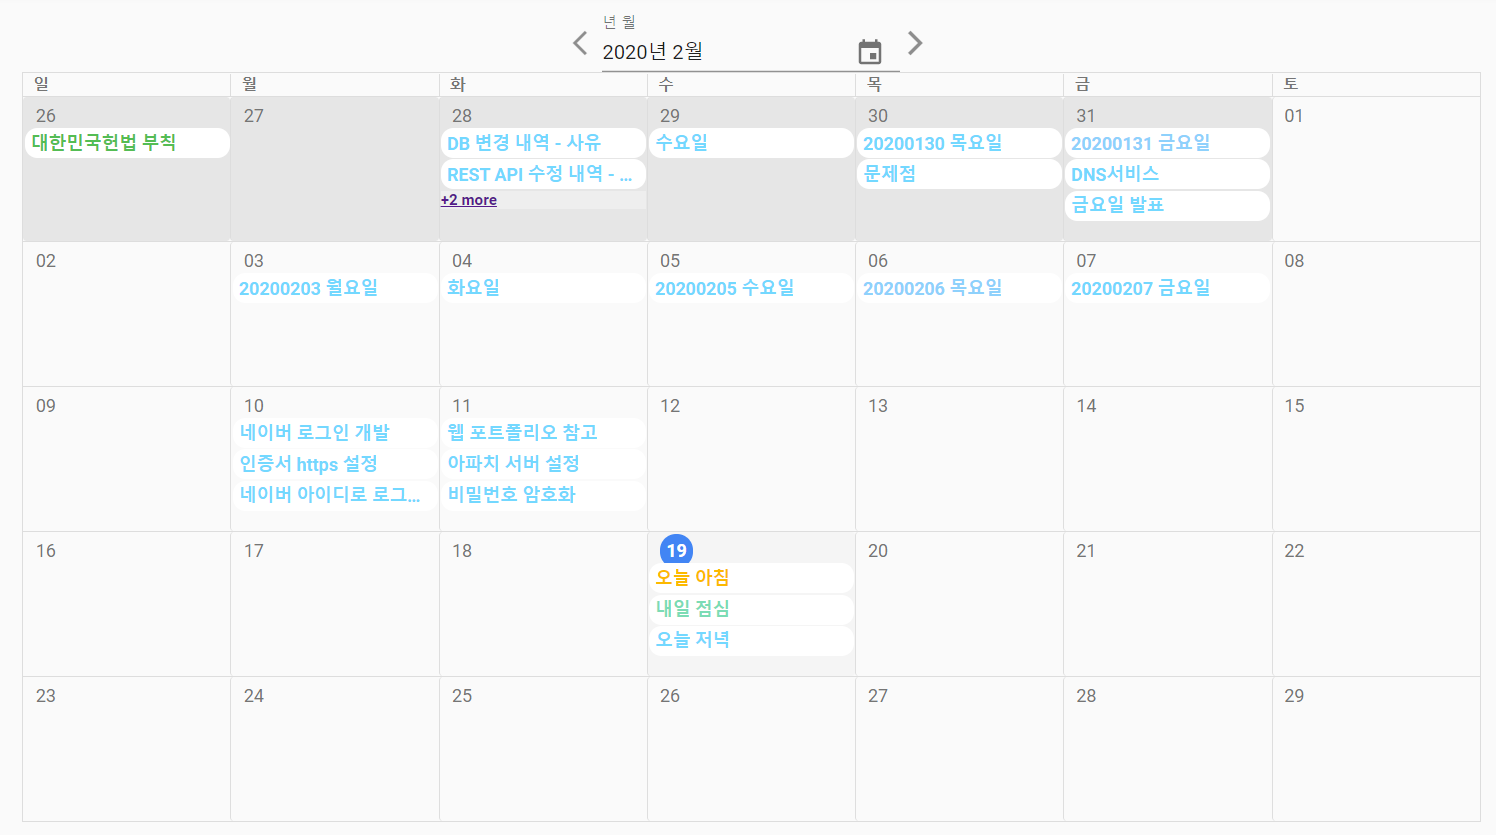 년 월
2020년 2월
일 월 화 수 목 금 토
26 27 28 29 30 31 01
대한민국헌법 부칙
DB 변경 내역 - 사유
REST API 수정 내역 - ...
+2 more
수요일
20200130 목요일
문제점
20200131 금요일
DNS서비스
금요일 발표
02 03 04 05 06 07 08
20200203 월요일
화요일
20200205 수요일
20200206 목요일
20200207 금요일
09 10 11 12 13 14 15
네이버 로그인 개발
인증서 https 설정
네이버 아이디로 로그...
웹 포트폴리오 참고
아파치 서버 설정
비밀번호 암호화
16 17 18 19 20 21 22
오늘 아침
내일 점심
오늘 저녁
23 24 25 26 27 28 29